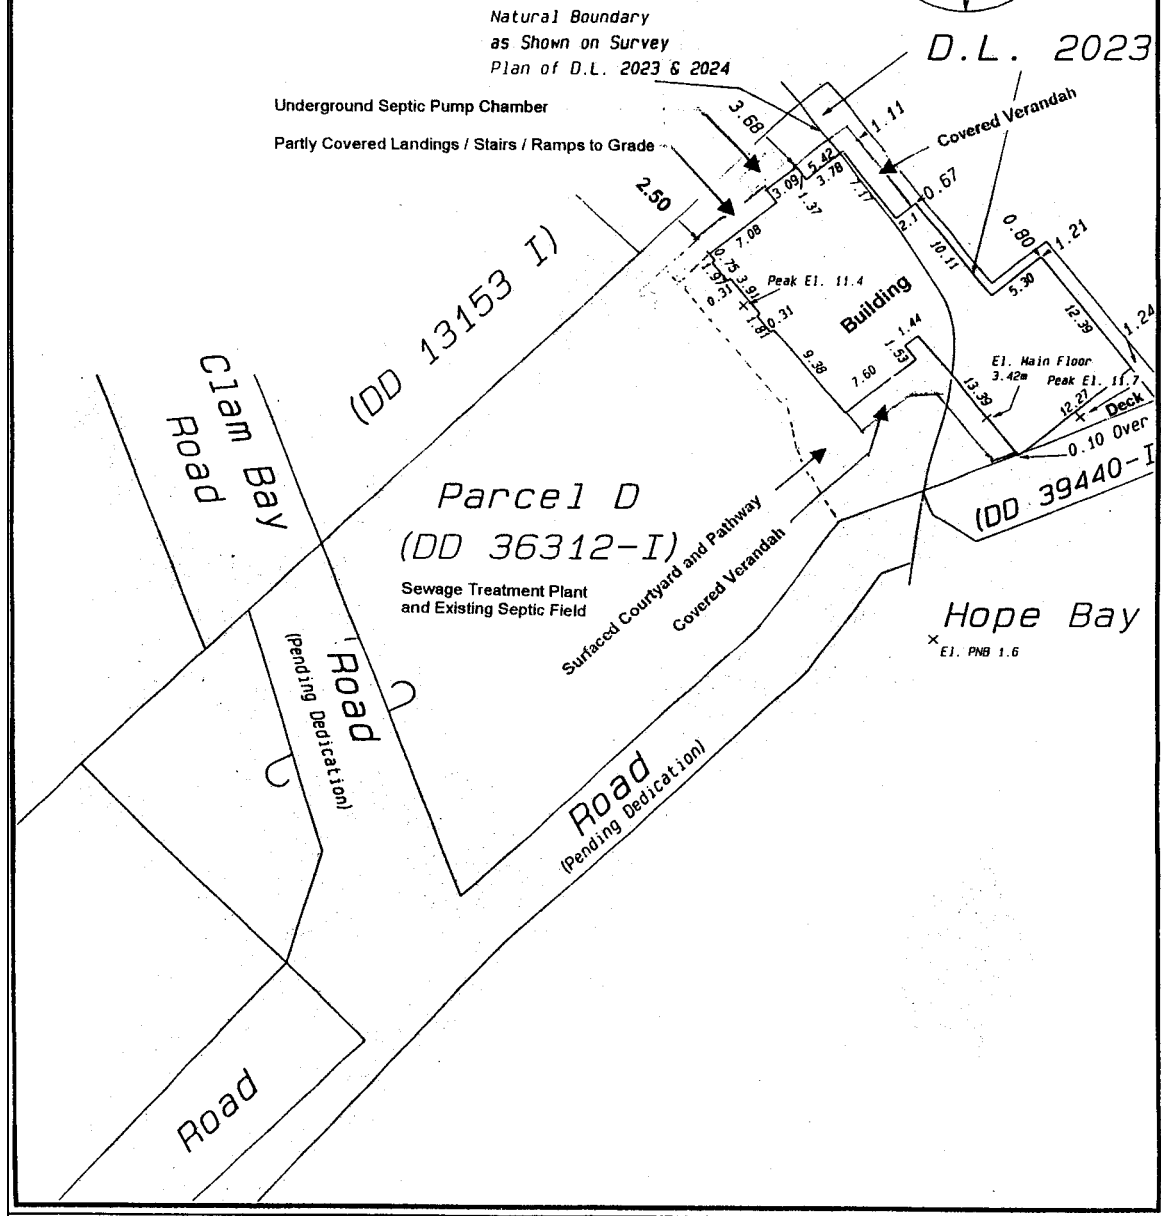 Natural Boundary
as Shown on Survey
Plan of D.L. 2023 & 2024
D.L. 2023
Underground Septic Pump Chamber
Partly Covered Landings / Stairs / Ramps to Grade
Covered Verandah
3.68
1.11
2.50
5.42
3.78
3.09
1.37
7.17
0.67
2.1
7.08
10.11
0.80
1.21
0.75
3.91
1.97
0.31
Peak El. 11.4
1.81
0.31
Building
5.30
12.39
1.24
1.44
1.53
9.38
7.60
El. Main Floor
3.42m
Peak El. 11.7
13.39
12.27
Deck
0.10 Over
(DD 39440-I
(DD 13153 I)
Clam Bay
Road
Parcel D
(DD 36312-I)
Sewage Treatment Plant
and Existing Septic Field
Surfaced Courtyard and Pathway
Covered Verandah
Hope Bay
El. PNB 1.6
Road
(Pending Dedication)
Road
(Pending Dedication)
Road